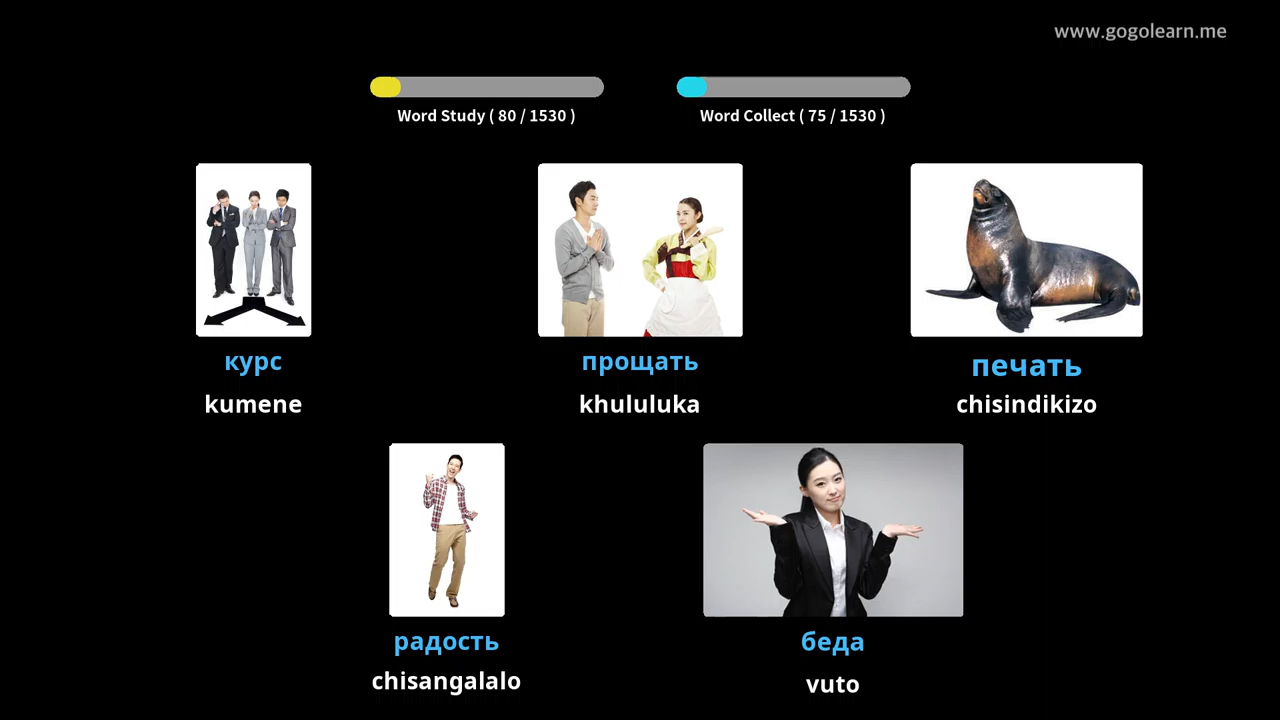 www.gogolearn.me
Word Study ( 80 / 1530 )
Word Collect ( 75 / 1530 )
курс
kumene
прощать
khululuka
печать
chisindikizo
радость
chisangalalo
беда
vuto